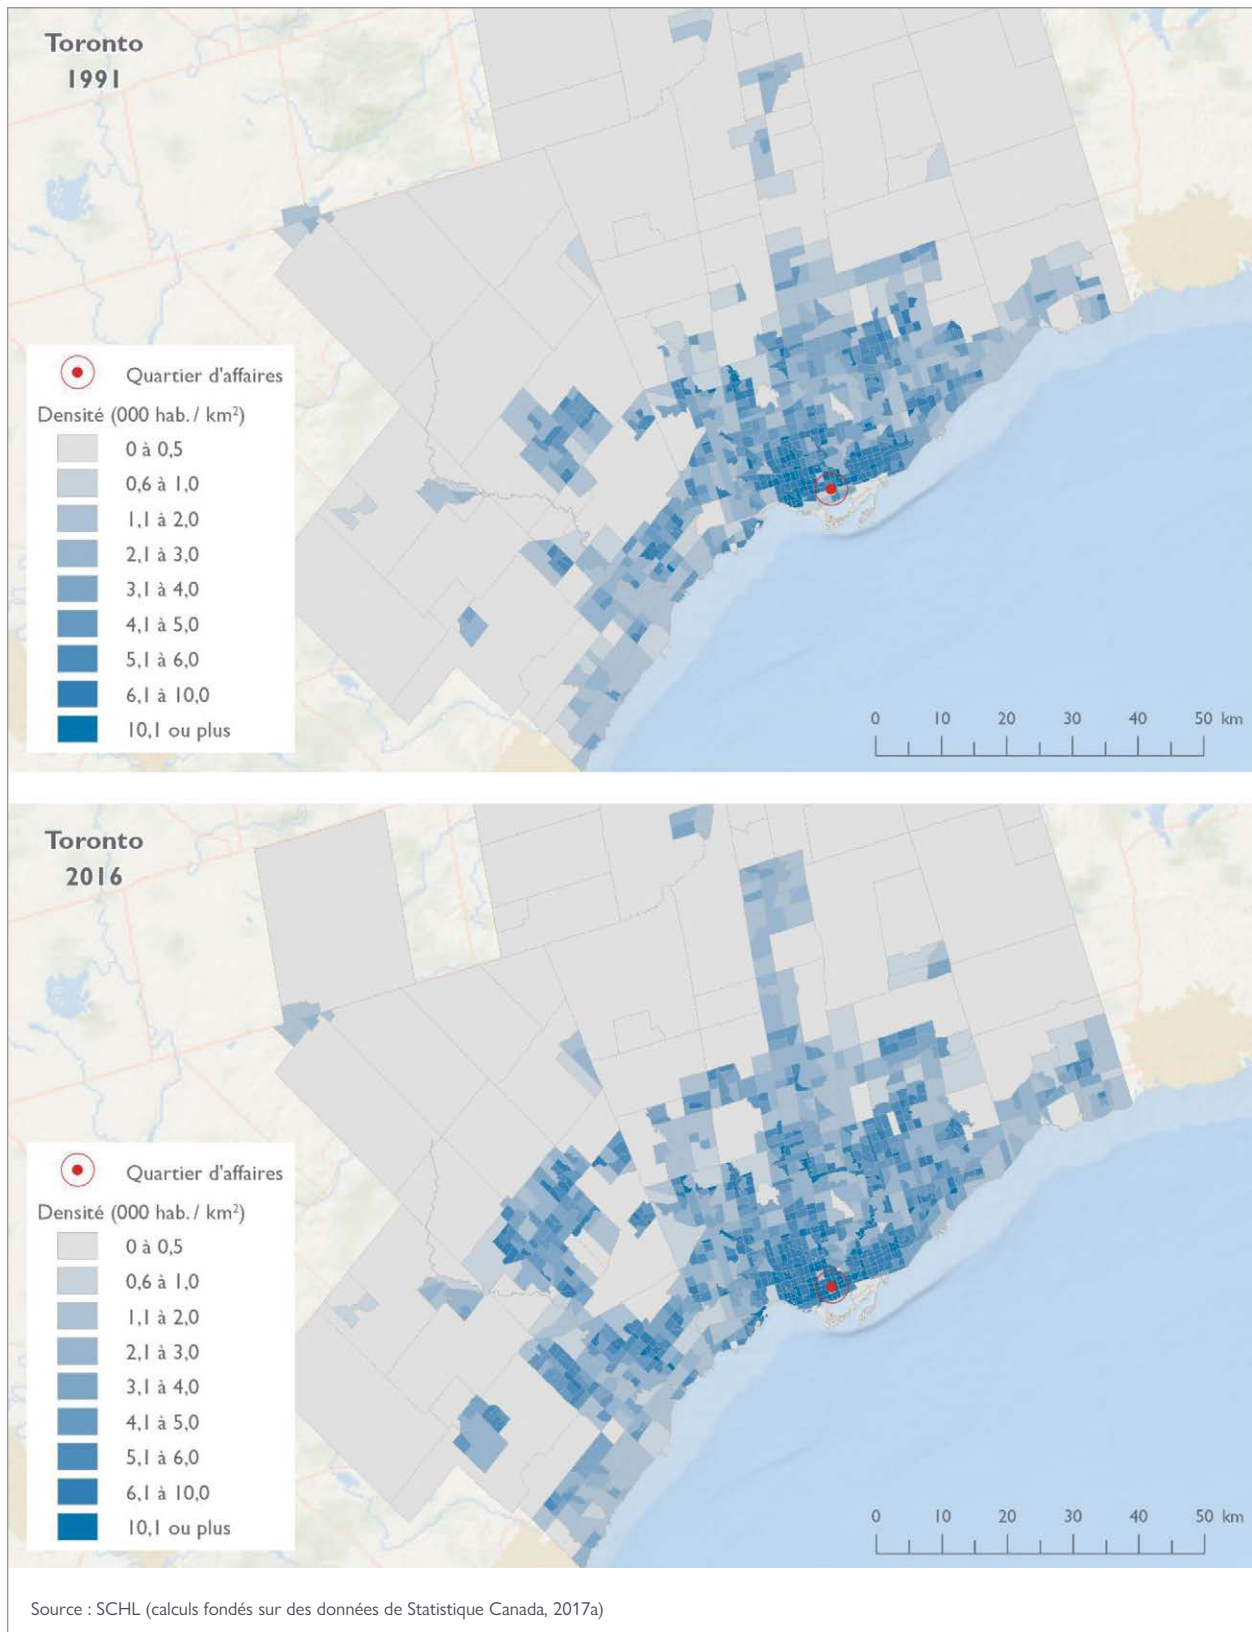 Toronto
1991
Quartier d'affaires
Densité (000 hab. / km²)
0 à 0,5
0,6 à 1,0
1,1 à 2,0
2,1 à 3,0
3,1 à 4,0
4,1 à 5,0
5,1 à 6,0
6,1 à 10,0
10,1 ou plus
0 10 20 30 40 50 km
Toronto
2016
Quartier d'affaires
Densité (000 hab. / km²)
0 à 0,5
0,6 à 1,0
1,1 à 2,0
2,1 à 3,0
3,1 à 4,0
4,1 à 5,0
5,1 à 6,0
6,1 à 10,0
10,1 ou plus
0 10 20 30 40 50 km
Source : SCHL (calculs fondés sur des données de Statistique Canada, 2017a)